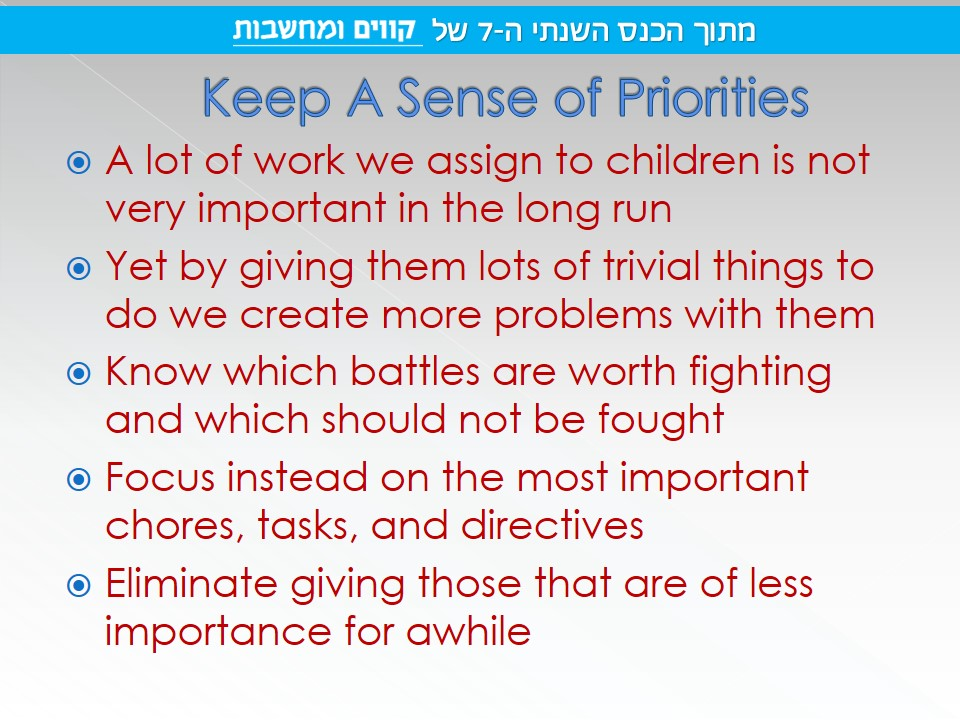 מתוך הכנס השנתי ה-7 של קווים ומחשבות
Keep A Sense of Priorities
A lot of work we assign to children is not
very important in the long run
Yet by giving them lots of trivial things to
do we create more problems with them
Know which battles are worth fighting
and which should not be fought
Focus instead on the most important
chores, tasks, and directives
Eliminate giving those that are of less
importance for awhile